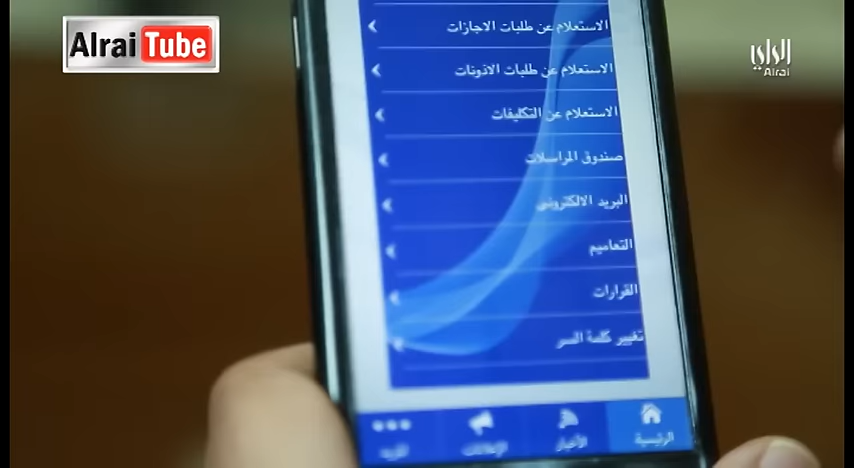 Alrai Tube
الراي
Alrai
الاستعلام عن طلبات الاجازات
الاستعلام عن طلبات الاذونات
الاستعلام عن التكليفات
صندوق المراسلات
البريد الالكتروني
التعاميم
القرارات
تغيير كلمة السر
الرئيسية
الأخبار
الإعلانات
المزيد